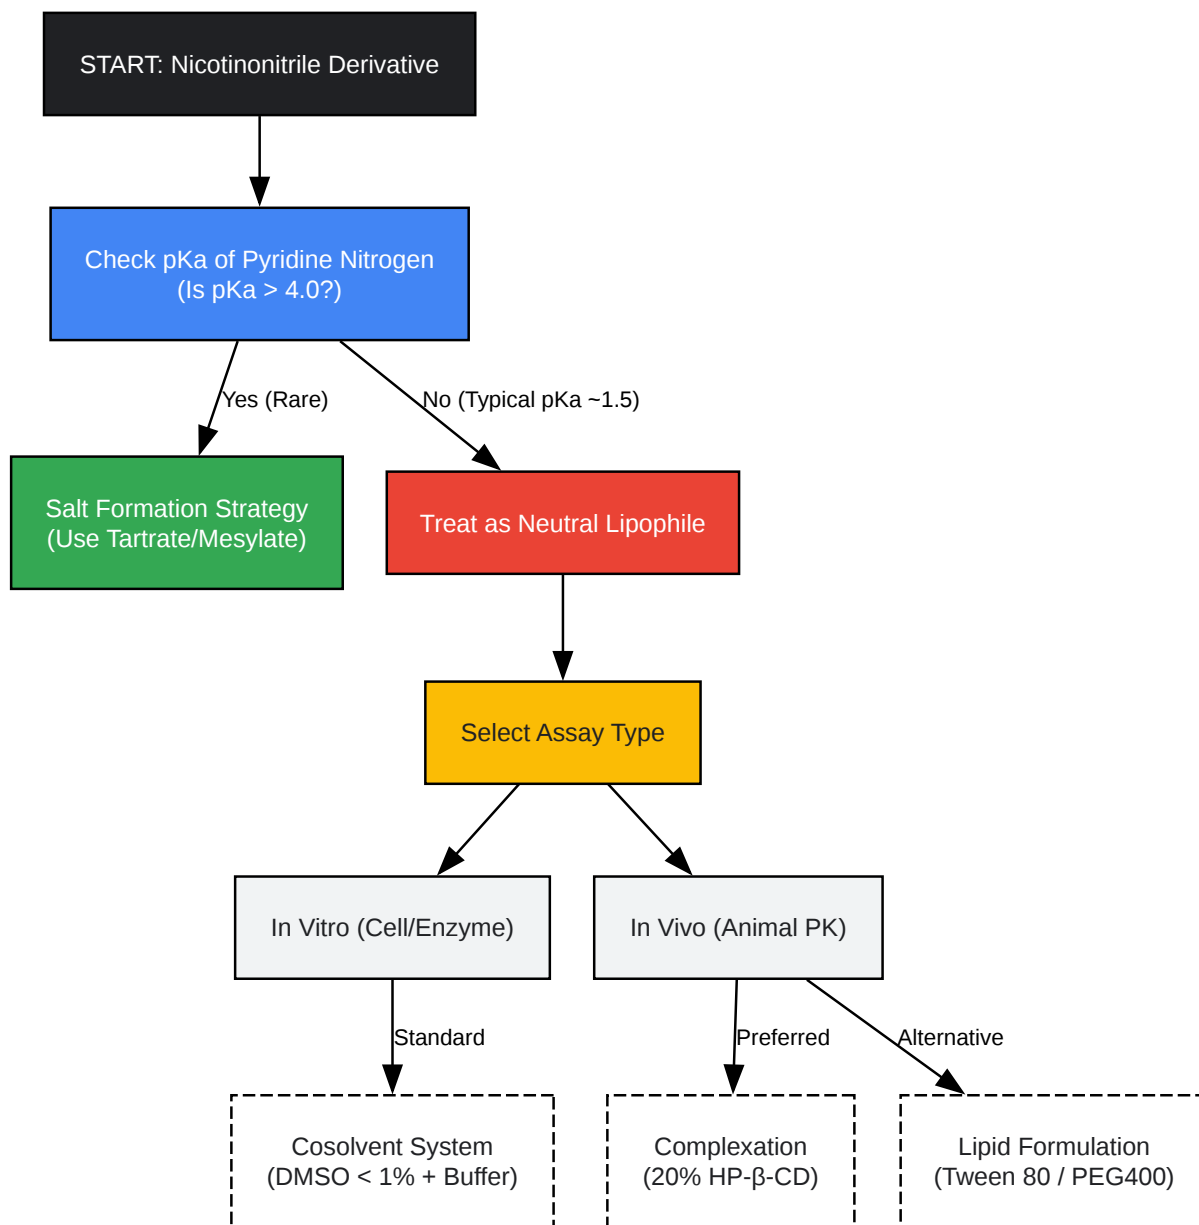 START: Nicotinonitrile Derivative
Check pKa of Pyridine Nitrogen
(Is pKa > 4.0?)
Yes (Rare)
No (Typical pKa ~1.5)
Salt Formation Strategy
(Use Tartrate/Mesylate)
Treat as Neutral Lipophile
Select Assay Type
In Vitro (Cell/Enzyme)
In Vivo (Animal PK)
Standard
Preferred
Alternative
Cosolvent System
(DMSO < 1% + Buffer)
Complexation
(20% HP-β-CD)
Lipid Formulation
(Tween 80 / PEG400)